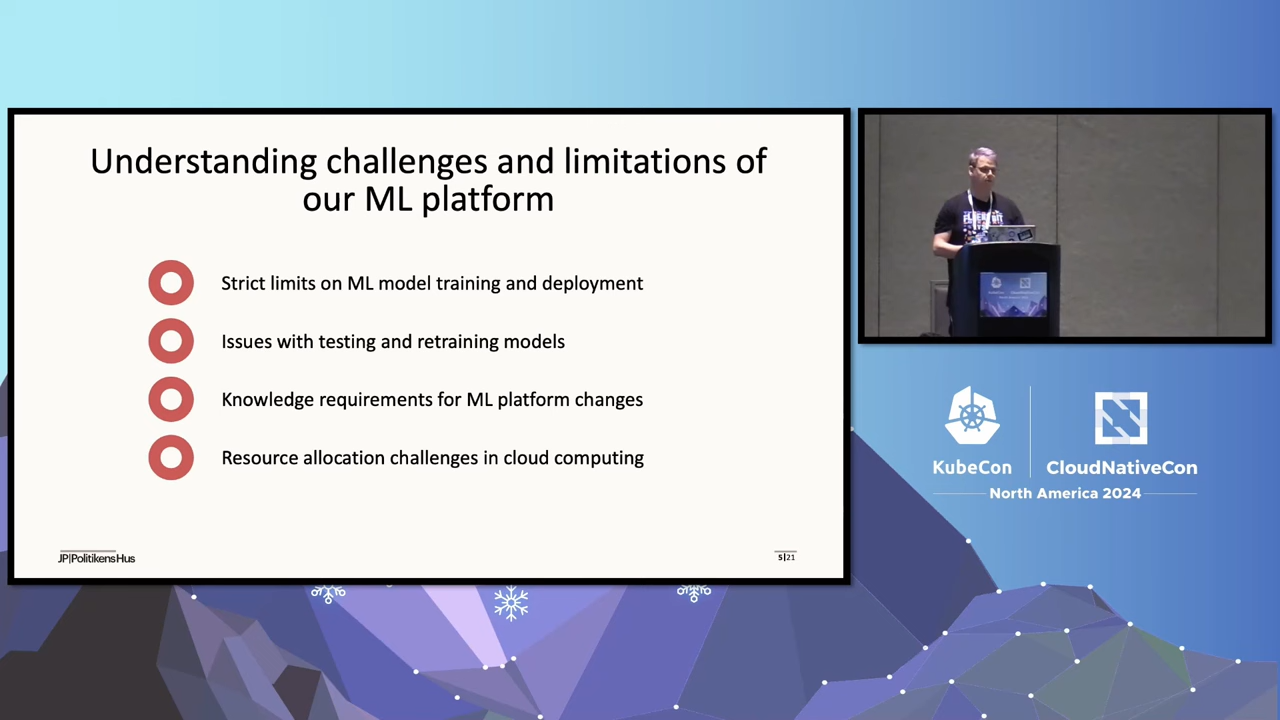 Understanding challenges and limitations of
our ML platform
Strict limits on ML model training and deployment
Issues with testing and retraining models
Knowledge requirements for ML platform changes
Resource allocation challenges in cloud computing
JP|PolitikensHus
5|21
KubeCon
CloudNativeCon
North America 2024